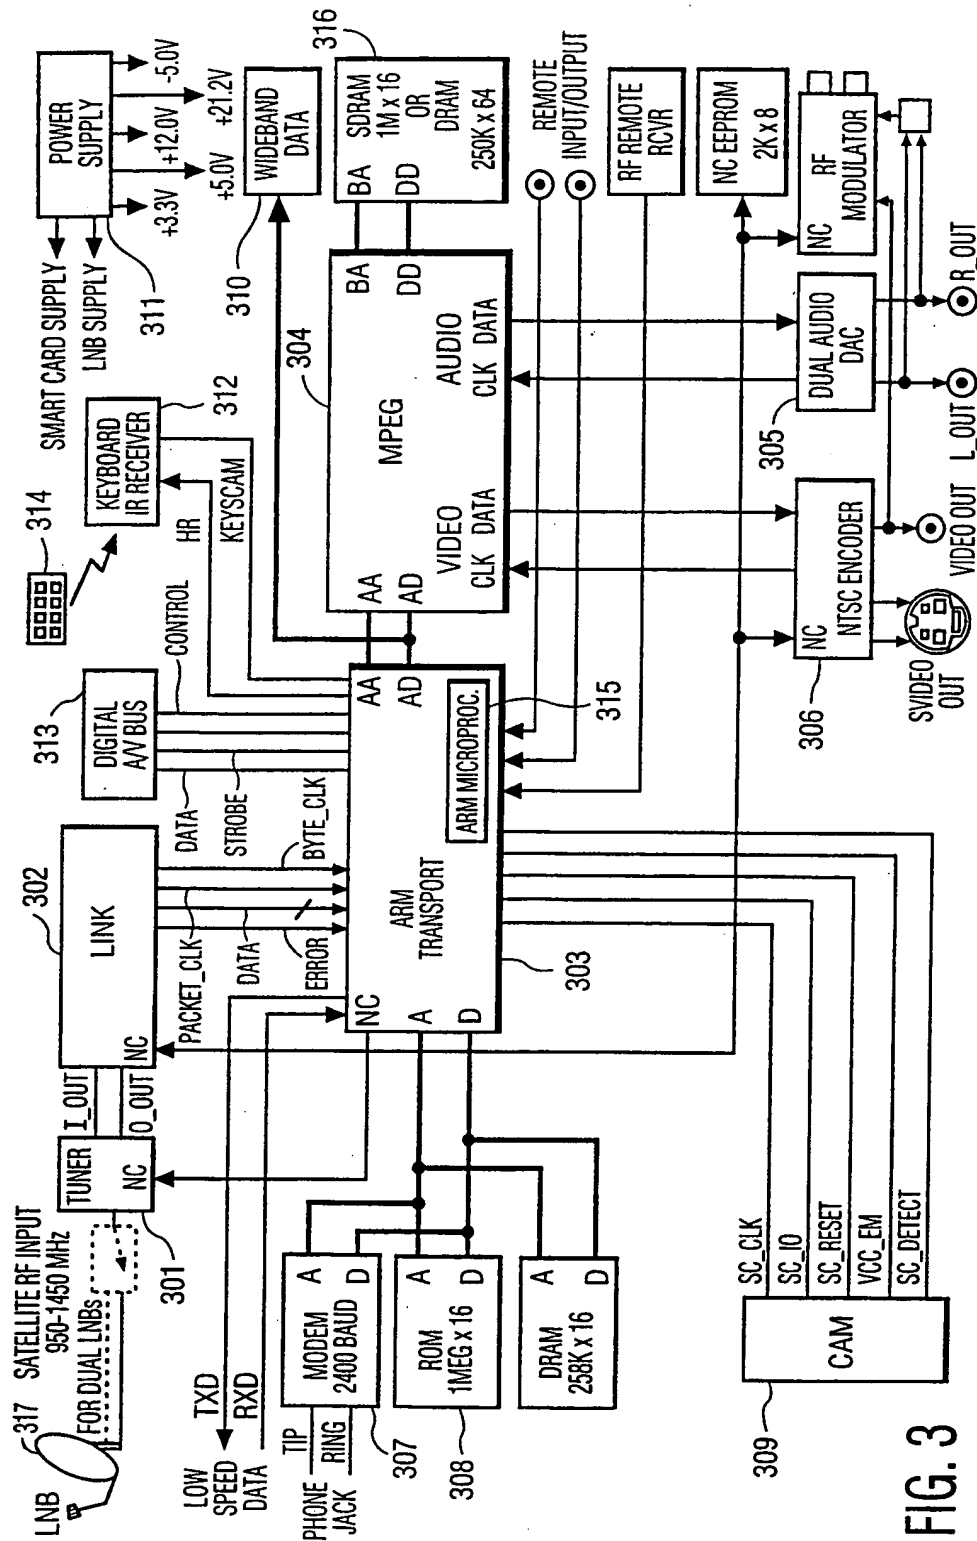 LNB
317
SATELLITE RF INPUT
950-1450 MHz
FOR DUAL LNBs
301
TUNER
NC
I_OUT
O_OUT
302
LINK
NC
PACKET_CLK
DATA
ERROR
BYTE_CLK
313
DIGITAL
A/V BUS
DATA
STROBE
CONTROL
314
KEYBOARD
IR RECEIVER
312
HR
KEYSCAM
SMART CARD SUPPLY
LNB SUPPLY
311
POWER
SUPPLY
+3.3V
+5.0V
+12.0V
+21.2V
-5.0V
310
WIDEBAND
DATA
316
SDRAM
1M x 16
OR
DRAM
250K x 64
BA
DD
LOW
SPEED
DATA
TXD
RXD
NC
A
D
ARM
TRANSPORT
303
AA
AD
ARM MICROPROC.
315
304
MPEG
AA
AD
BA
DD
VIDEO
CLK DATA
AUDIO
CLK DATA
REMOTE
INPUT/OUTPUT
RF REMOTE
RCVR
NC EEPROM
2K x 8
PHONE
JACK
TIP
RING
MODEM
2400 BAUD
A
D
307
ROM
1MEG x 16
A
D
308
DRAM
258K x 16
A
D
309
CAM
SC_CLK
SC_IO
SC_RESET
VCC_EM
SC_DETECT
306
NC
NTSC ENCODER
SVIDEO
OUT
VIDEO OUT
305
DUAL AUDIO
DAC
L_OUT
R_OUT
NC
RF
MODULATOR
FIG. 3